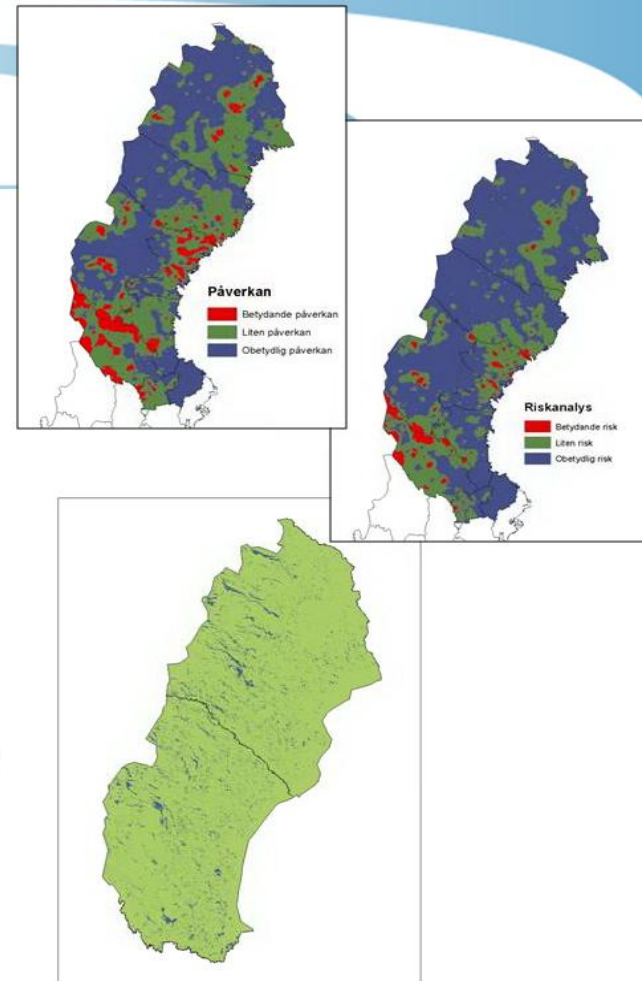 Påverkan
Betydande påverkan
Liten påverkan
Obetydlig påverkan
Riskanalys
Betydande risk
Liten risk
Obetydlig risk